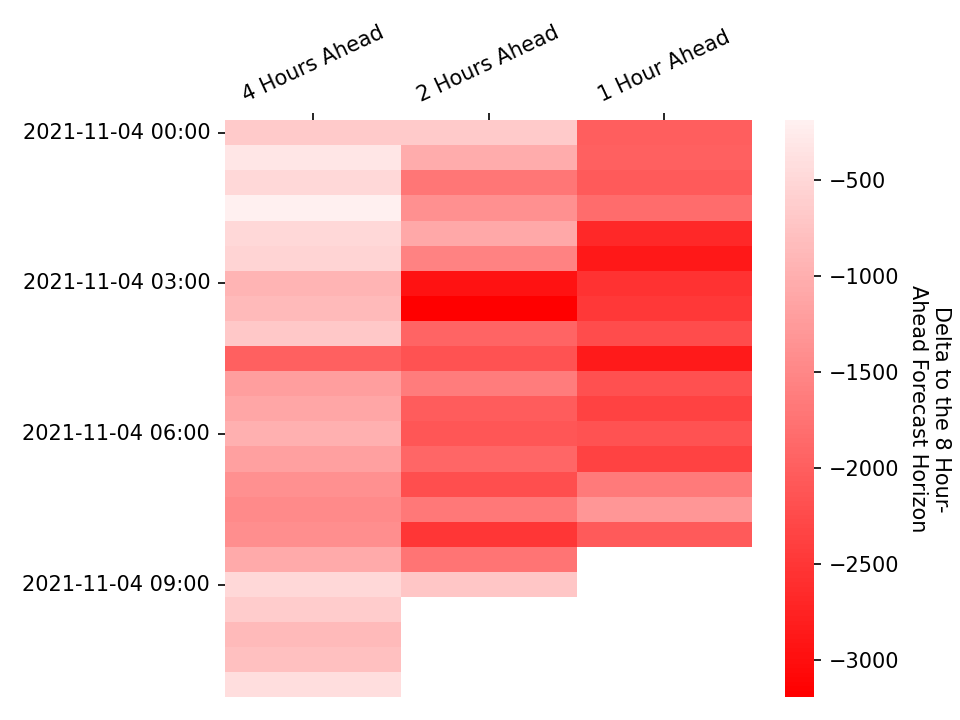 4 Hours Ahead
2 Hours Ahead
1 Hour Ahead
2021-11-04 00:00
2021-11-04 03:00
2021-11-04 06:00
2021-11-04 09:00
−500
−1000
−1500
−2000
−2500
−3000
Delta to the 8 Hour-
Ahead Forecast Horizon